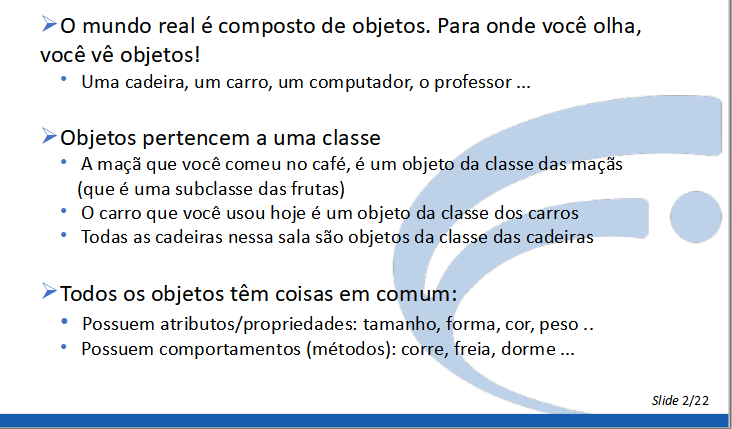 ➢O mundo real é composto de objetos. Para onde você olha,
você vê objetos!
• Uma cadeira, um carro, um computador, o professor ...
➢Objetos pertencem a uma classe
• A maçã que você comeu no café, é um objeto da classe das maçãs
(que é uma subclasse das frutas)
• O carro que você usou hoje é um objeto da classe dos carros
• Todas as cadeiras nessa sala são objetos da classe das cadeiras
➢Todos os objetos têm coisas em comum:
• Possuem atributos/propriedades: tamanho, forma, cor, peso ..
• Possuem comportamentos (métodos): corre, freia, dorme ...
Slide 2/22